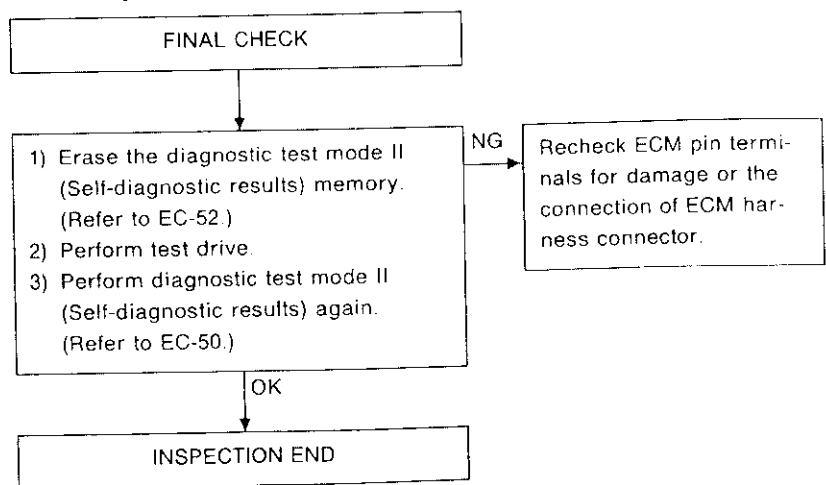 FINAL CHECK
1) Erase the diagnostic test mode II
(Self-diagnostic results) memory.
(Refer to EC-52.)
2) Perform test drive.
3) Perform diagnostic test mode II
(Self-diagnostic results) again.
(Refer to EC-50.)
NG
Recheck ECM pin termi-
nals for damage or the
connection of ECM har-
ness connector.
OK
INSPECTION END